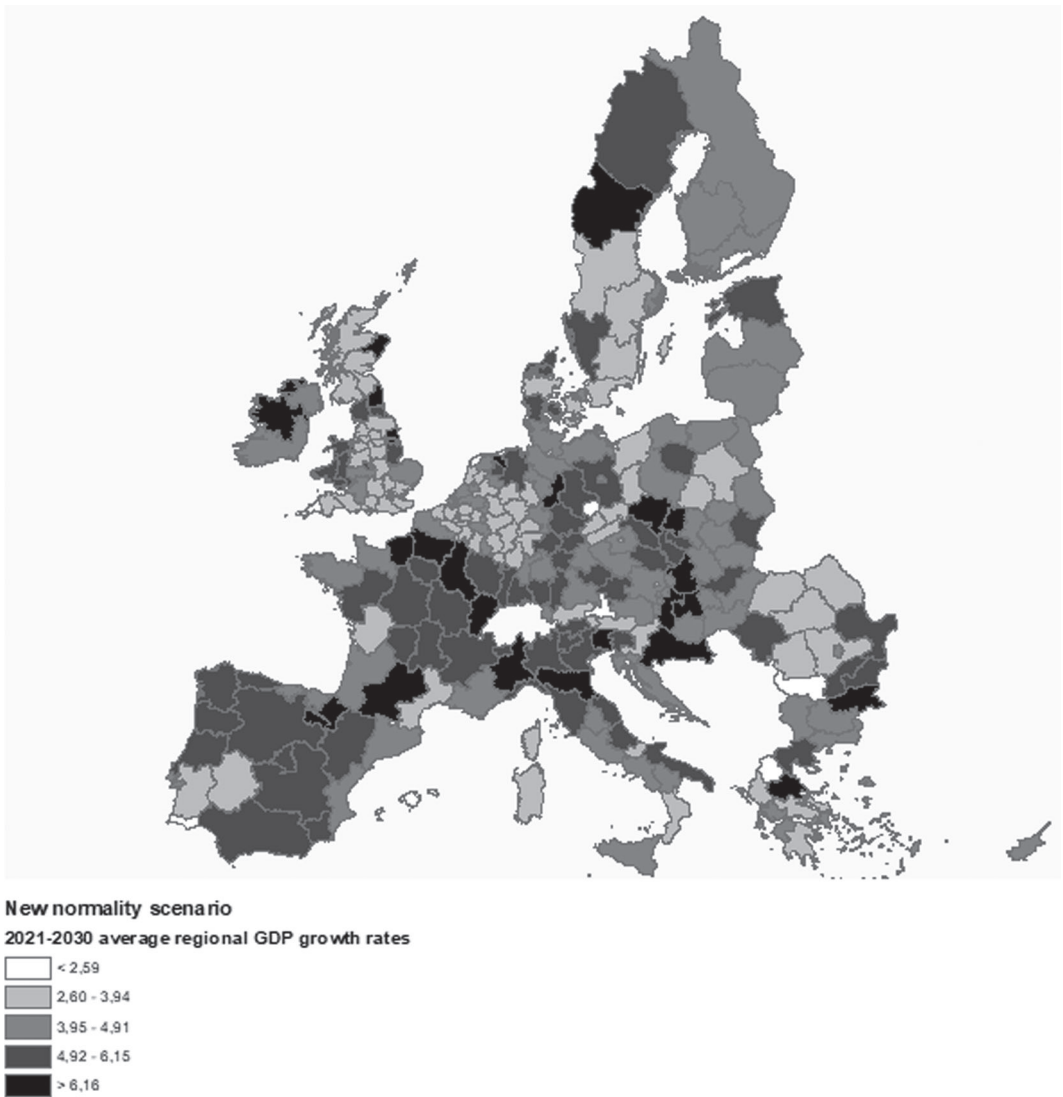 New normality scenario
2021-2030 average regional GDP growth rates
< 2,59
2,60 - 3,94
3,95 - 4,91
4,92 - 6,15
> 6,16